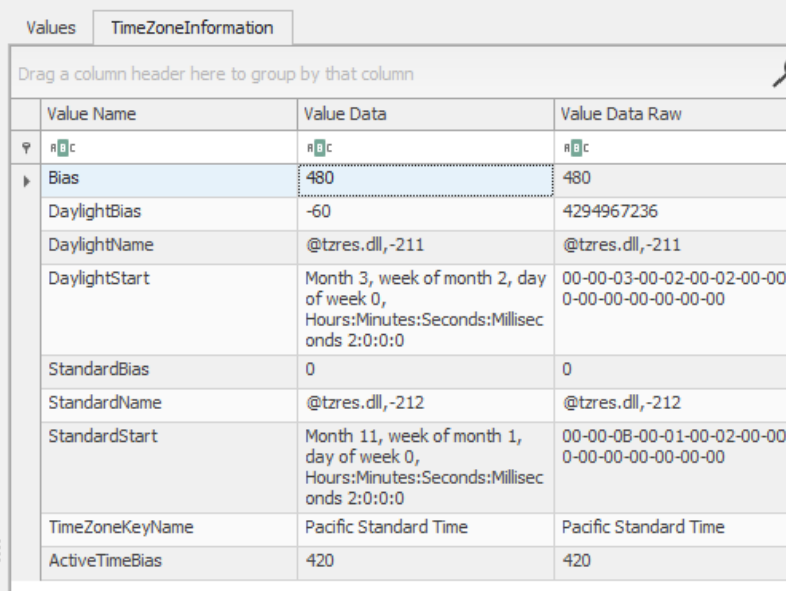 Values TimeZoneInformation
Drag a column header here to group by that column
Value Name Value Data Value Data Raw
ABC ABC ABC
Bias 480 480
DaylightBias -60 4294967236
DaylightName @tzres.dll,-211 @tzres.dll,-211
DaylightStart Month 3, week of month 2, day 00-00-03-00-02-00-02-00-00
of week 0, 0-00-00-00-00-00-00
Hours:Minutes:Seconds:Millisec
onds 2:0:0:0
StandardBias 0 0
StandardName @tzres.dll,-212 @tzres.dll,-212
StandardStart Month 11, week of month 1, 00-00-0B-00-01-00-02-00-00
day of week 0, 0-00-00-00-00-00-00
Hours:Minutes:Seconds:Millisec
onds 2:0:0:0
TimeZoneKeyName Pacific Standard Time Pacific Standard Time
ActiveTimeBias 420 420